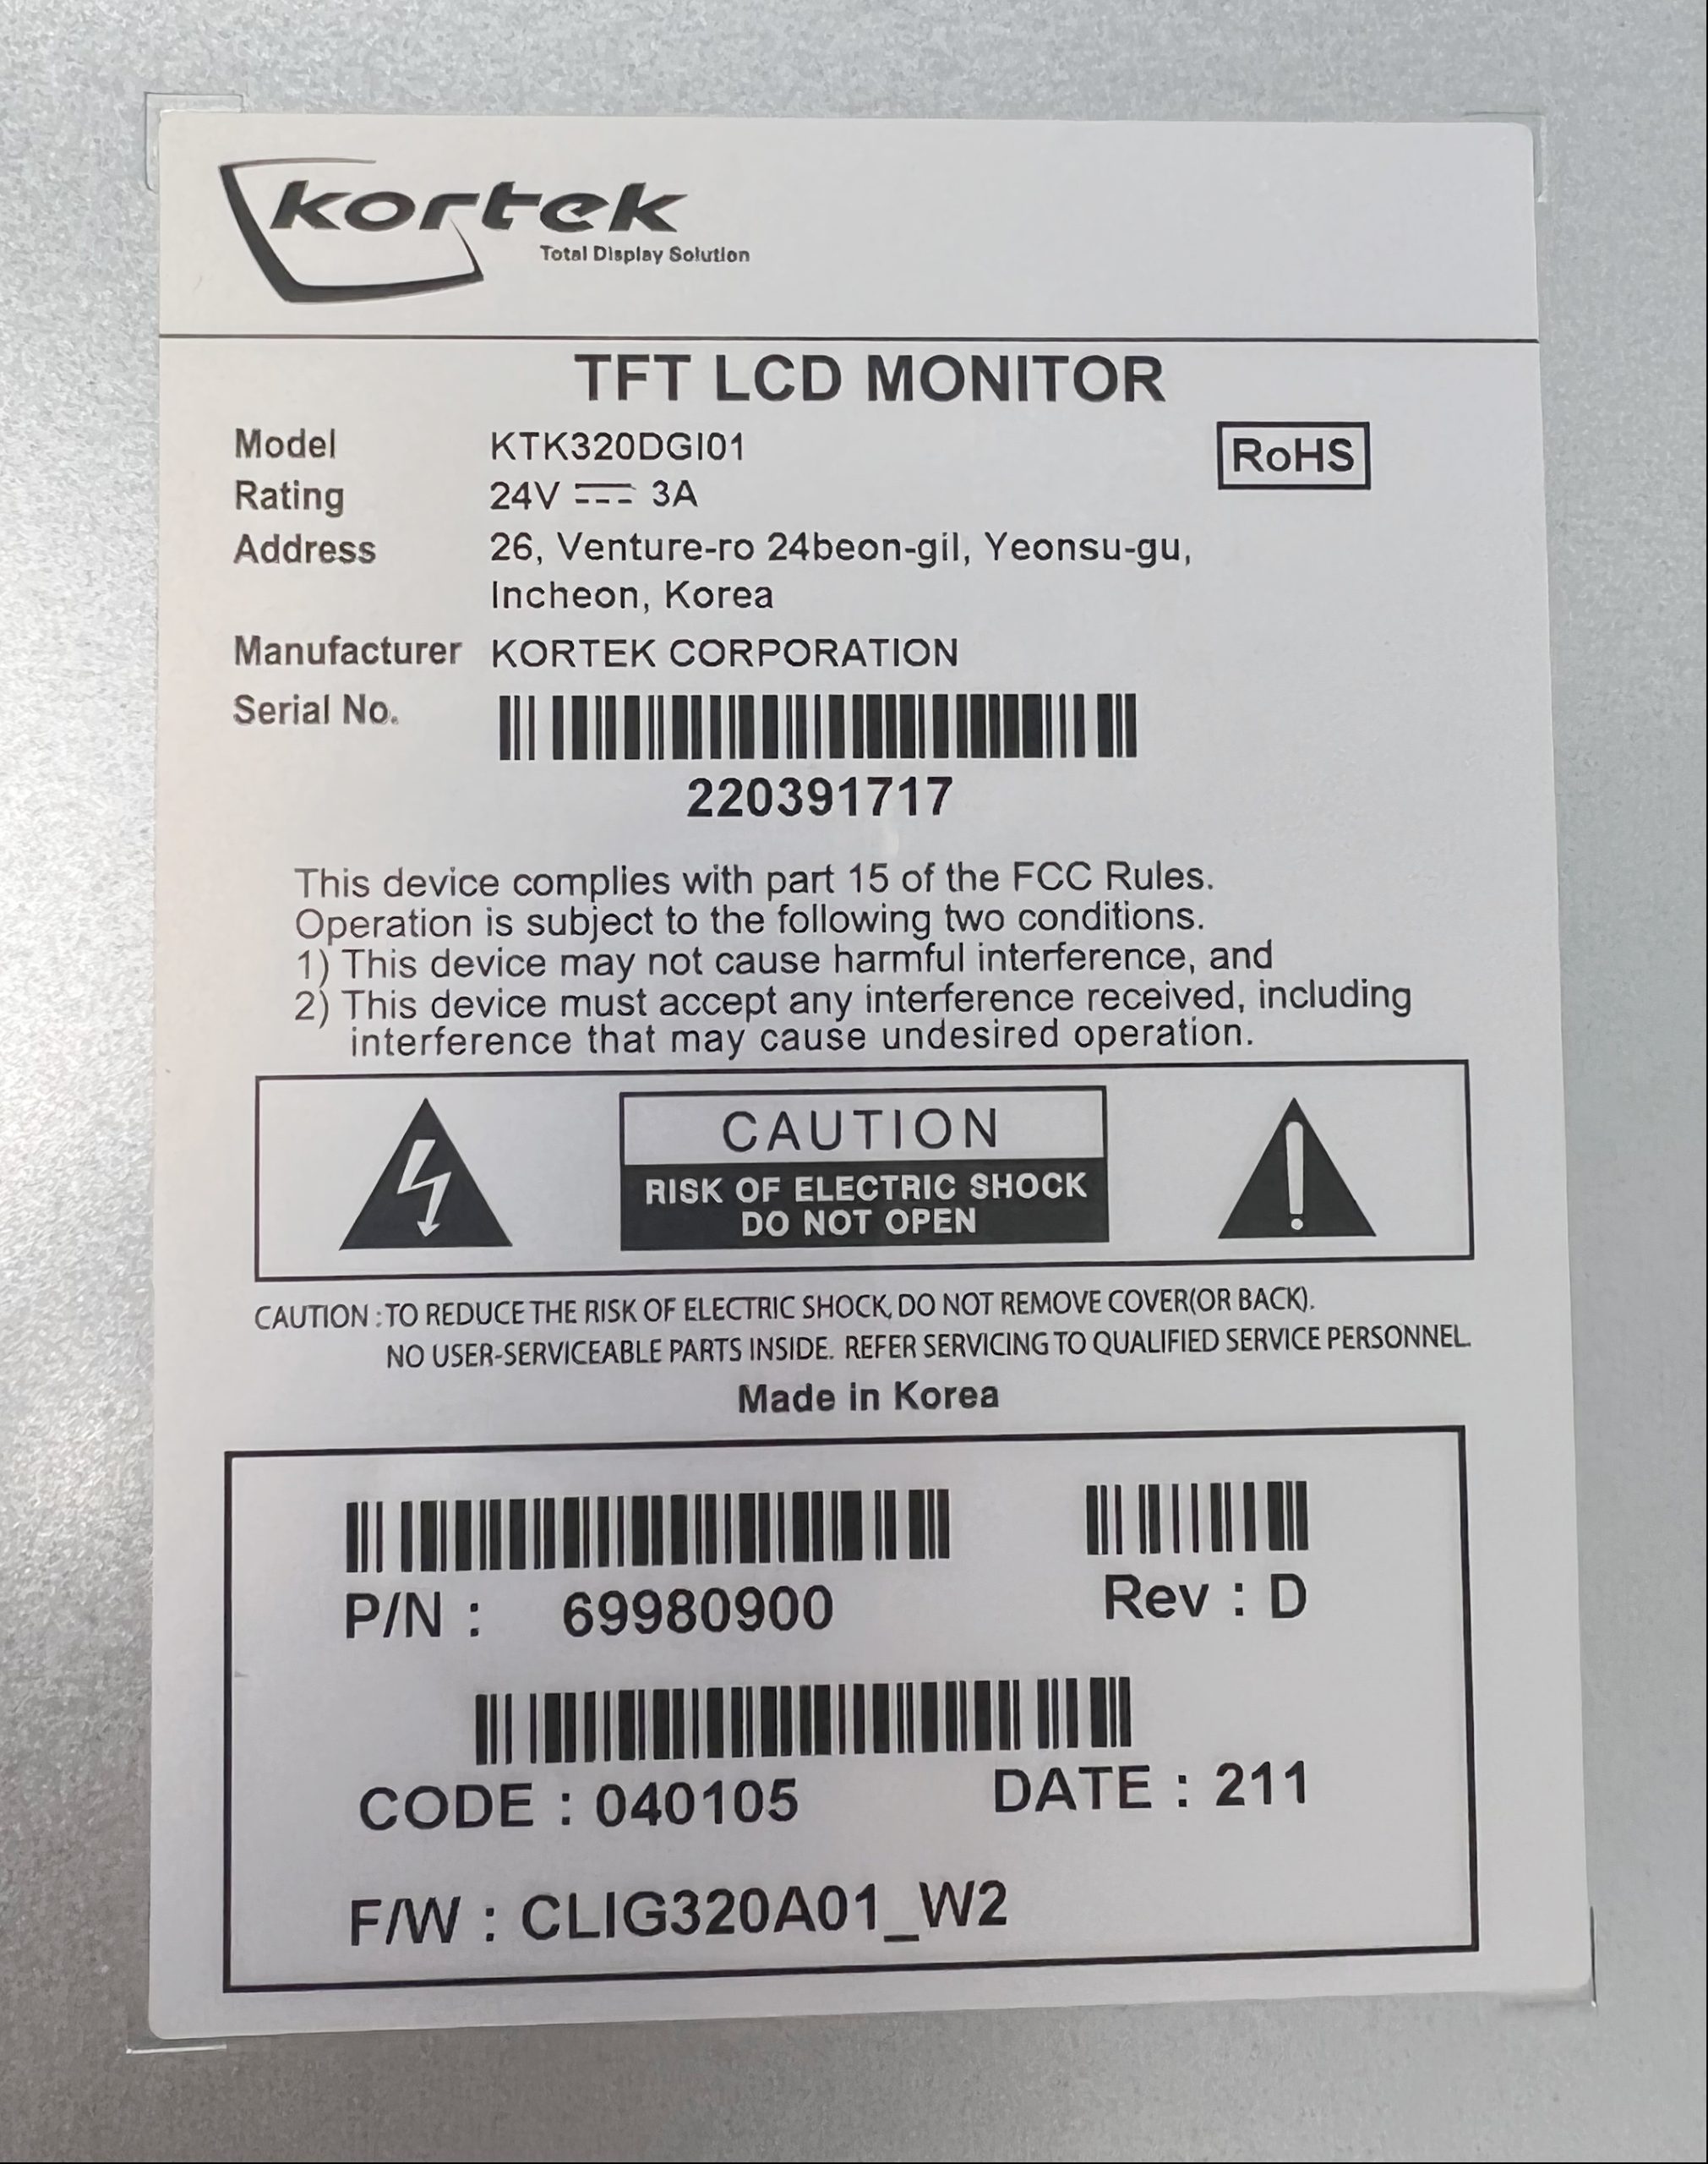 kortek
Total Display Solution
TFT LCD MONITOR
Model KTK320DGI01
RoHS
Rating 24V ⎓ 3A
Address 26, Venture-ro 24beon-gil, Yeonsu-gu,
Incheon, Korea
Manufacturer KORTEK CORPORATION
Serial No.
220391717
This device complies with part 15 of the FCC Rules.
Operation is subject to the following two conditions.
1) This device may not cause harmful interference, and
2) This device must accept any interference received, including
interference that may cause undesired operation.
CAUTION
RISK OF ELECTRIC SHOCK
DO NOT OPEN
CAUTION : TO REDUCE THE RISK OF ELECTRIC SHOCK, DO NOT REMOVE COVER(OR BACK).
NO USER-SERVICEABLE PARTS INSIDE. REFER SERVICING TO QUALIFIED SERVICE PERSONNEL.
Made in Korea
P/N : 69980900 Rev : D
CODE : 040105 DATE : 211
F/W : CLIG320A01_W2